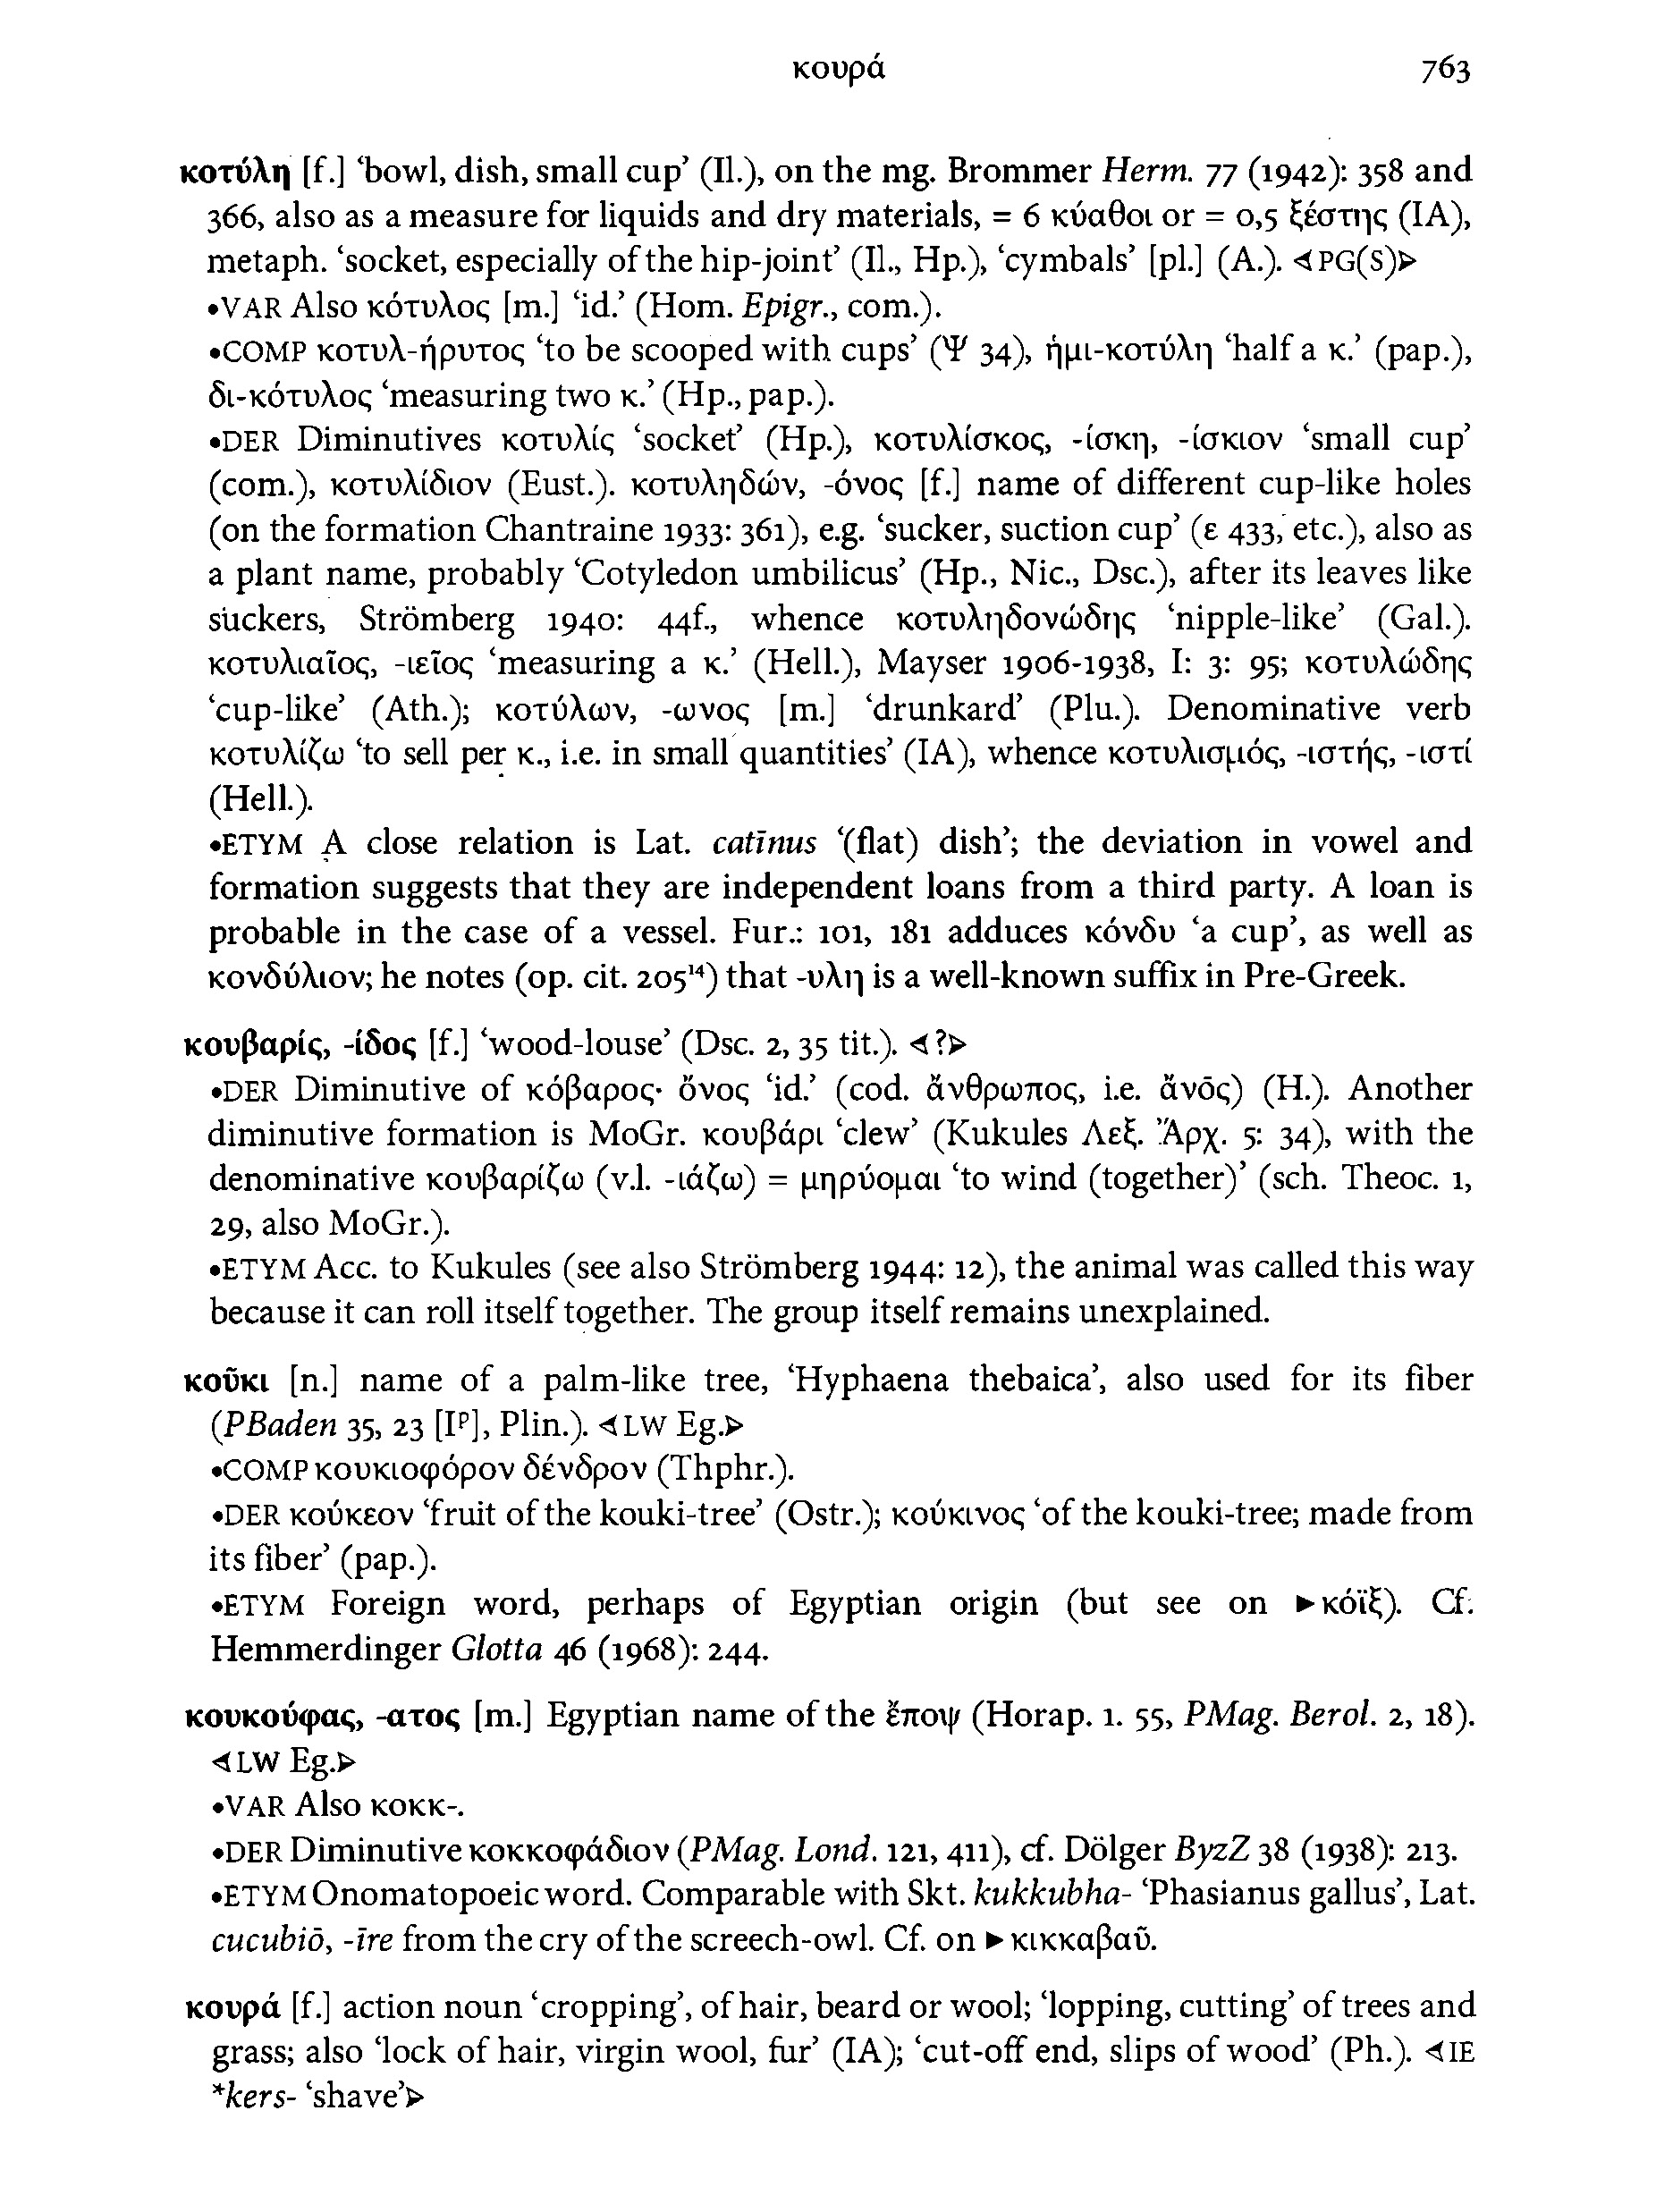 κουρά 763
κοτύλη [f.] ‘bowl, dish, small cup’ (Il.), on the mg. Brommer Herm. 77 (1942): 358 and
366, also as a measure for liquids and dry materials, = 6 κύαθοι or = 0,5 ξέστης (IA),
metaph. ‘socket, especially of the hip-joint’ (Il., Hp.), ‘cymbals’ [pl.] (A.). ⊲PG(S)⊳
•VAR Also κότυλος [m.] ‘id.’ (Hom. Epigr., com.).
•COMP κοτυλ-ήρυτος ‘to be scooped with cups’ (Ψ 34), ἡμι-κοτύλη ‘half a κ.’ (pap.),
δι-κότυλος ‘measuring two κ.’ (Hp., pap.).
•DER Diminutives κοτυλίς ‘socket’ (Hp.), κοτυλίσκος, -ίσκη, -ίσκιον ‘small cup’
(com.), κοτυλίδιον (Eust.). κοτυληδών, -όνος [f.] name of different cup-like holes
(on the formation Chantraine 1933: 361), e.g. ‘sucker, suction cup’ (ε 433, etc.), also as
a plant name, probably ‘Cotyledon umbilicus’ (Hp., Nic., Dsc.), after its leaves like
suckers, Strömberg 1940: 44f., whence κοτυληδονώδης ‘nipple-like’ (Gal.).
κοτυλιαῖος, -ιεῖος ‘measuring a κ.’ (Hell.), Mayser 1906-1938, I: 3: 95; κοτυλώδης
‘cup-like’ (Ath.); κοτύλων, -ωνος [m.] ‘drunkard’ (Plu.). Denominative verb
κοτυλίζω ‘to sell per κ., i.e. in small quantities’ (IA), whence κοτυλισμός, -ιστής, -ιστί
(Hell.).
•ETYM A close relation is Lat. catīnus ‘(flat) dish’; the deviation in vowel and
formation suggests that they are independent loans from a third party. A loan is
probable in the case of a vessel. Fur.: 101, 181 adduces κόνδυ ‘a cup’, as well as
κονδύλιον; he notes (op. cit. 205¹⁴) that -υλη is a well-known suffix in Pre-Greek.
κουβαρίς, -ίδος [f.] ‘wood-louse’ (Dsc. 2, 35 tit.). ⊲?⊳
•DER Diminutive of κόβαρος· ὄνος ‘id.’ (cod. ἄνθρωπος, i.e. ἄνο̄ς) (H.). Another
diminutive formation is MoGr. κουβάρι ‘clew’ (Kukules Λεξ. Ἄρχ. 5: 34), with the
denominative κουβαρίζω (v.l. -ιάζω) = μηρύομαι ‘to wind (together)’ (sch. Theoc. 1,
29, also MoGr.).
•ETYM Acc. to Kukules (see also Strömberg 1944: 12), the animal was called this way
because it can roll itself together. The group itself remains unexplained.
κοῦκι [n.] name of a palm-like tree, ‘Hyphaena thebaica’, also used for its fiber
(PBaden 35, 23 [Iᵖ], Plin.). ⊲LW Eg.⊳
•COMP κουκιοφόρον δένδρον (Thphr.).
•DER κούκεον ‘fruit of the kouki-tree’ (Ostr.); κούκινος ‘of the kouki-tree; made from
its fiber’ (pap.).
•ETYM Foreign word, perhaps of Egyptian origin (but see on ►κόϊξ). Cf.
Hemmerdinger Glotta 46 (1968): 244.
κουκούφας, -ατος [m.] Egyptian name of the ἔποψ (Horap. 1. 55, PMag. Berol. 2, 18).
⊲LW Eg.⊳
•VAR Also κοκκ-.
•DER Diminutive κοκκοφάδιον (PMag. Lond. 121, 411), cf. Dölger ByzZ 38 (1938): 213.
•ETYM Onomatopoeic word. Comparable with Skt. kukkubha- ‘Phasianus gallus’, Lat.
cucubiō, -īre from the cry of the screech-owl. Cf. on ►κικκαβαῦ.
κουρά [f.] action noun ‘cropping’, of hair, beard or wool; ‘lopping, cutting’ of trees and
grass; also ‘lock of hair, virgin wool, fur’ (IA); ‘cut-off end, slips of wood’ (Ph.). ⊲IE
*kers- ‘shave’⊳